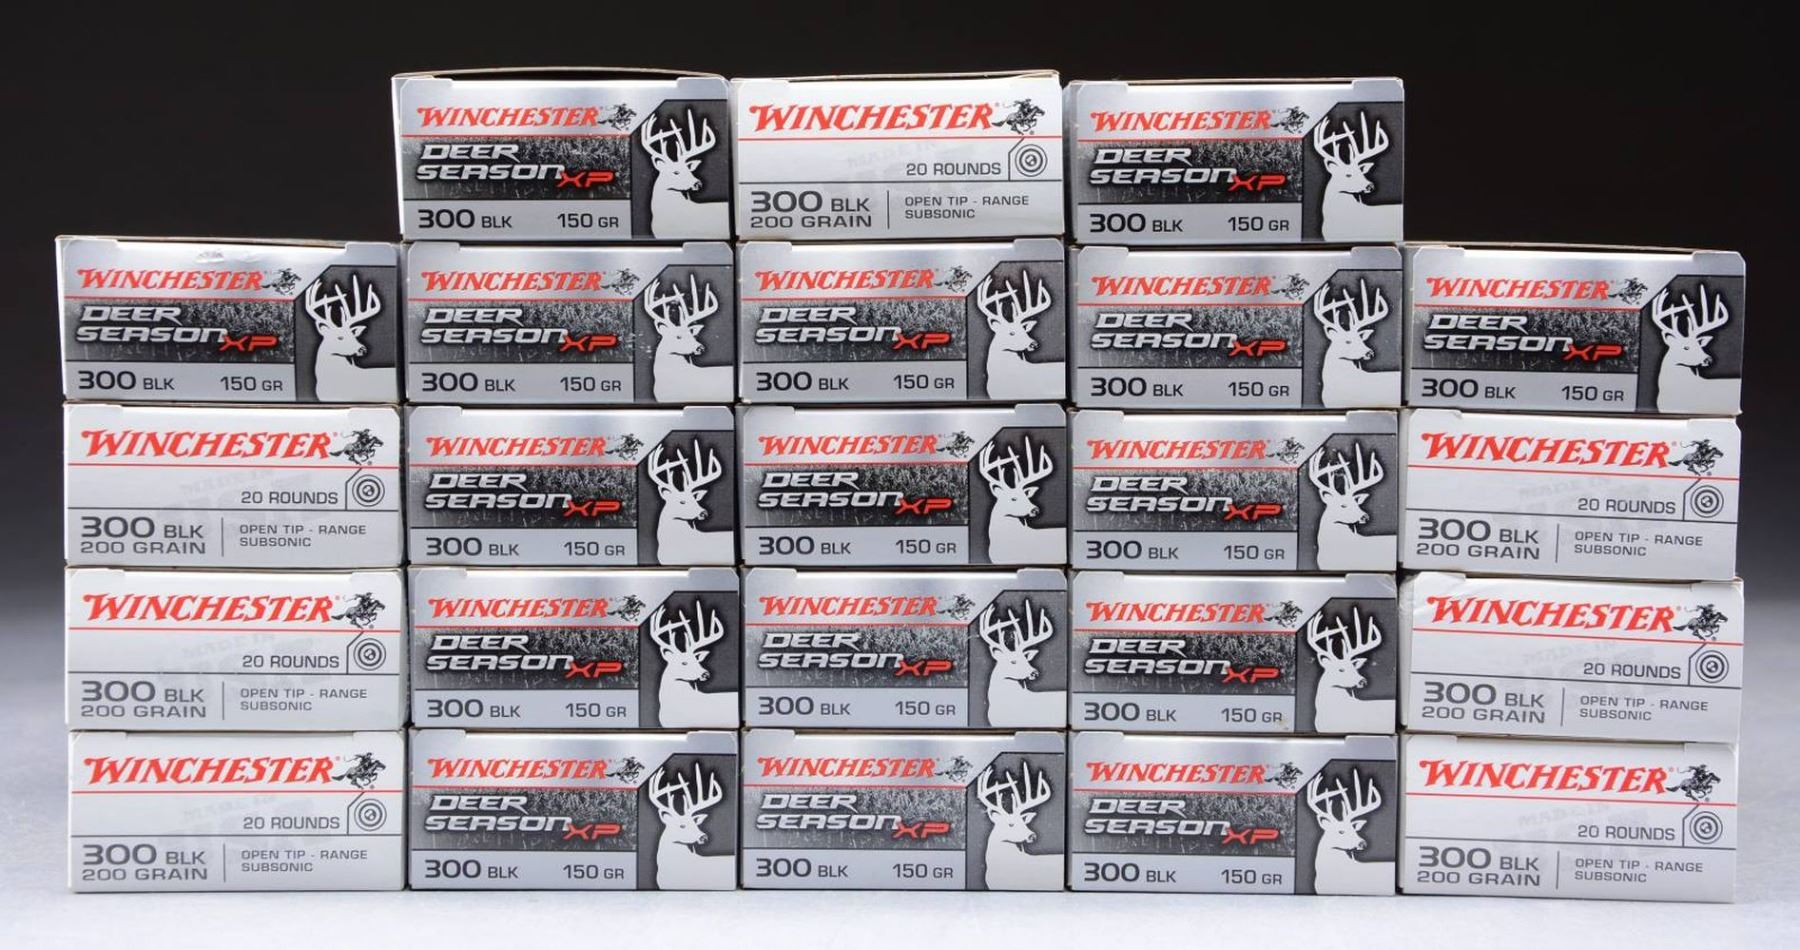 WINCHESTER
DEER
SEASON XP
300 BLK 150 GR
WINCHESTER
20 ROUNDS
300 BLK
200 GRAIN
OPEN TIP - RANGE
SUBSONIC
WINCHESTER
DEER
SEASON XP
300 BLK 150 GR
WINCHESTER
DEER
SEASON XP
300 BLK 150 GR
WINCHESTER
DEER
SEASON XP
300 BLK 150 GR
WINCHESTER
DEER
SEASON XP
300 BLK 150 GR
WINCHESTER
DEER
SEASON XP
300 BLK 150 GR
WINCHESTER
DEER
SEASON XP
300 BLK 150 GR
WINCHESTER
20 ROUNDS
300 BLK
200 GRAIN
OPEN TIP - RANGE
SUBSONIC
WINCHESTER
DEER
SEASON XP
300 BLK 150 GR
WINCHESTER
DEER
SEASON XP
300 BLK 150 GR
WINCHESTER
DEER
SEASON XP
300 BLK 150 GR
WINCHESTER
20 ROUNDS
300 BLK
200 GRAIN
OPEN TIP - RANGE
SUBSONIC
WINCHESTER
20 ROUNDS
300 BLK
200 GRAIN
OPEN TIP - RANGE
SUBSONIC
WINCHESTER
DEER
SEASON XP
300 BLK 150 GR
WINCHESTER
DEER
SEASON XP
300 BLK 150 GR
WINCHESTER
DEER
SEASON XP
300 BLK 150 GR
WINCHESTER
20 ROUNDS
300 BLK
200 GRAIN
OPEN TIP - RANGE
SUBSONIC
WINCHESTER
20 ROUNDS
300 BLK
200 GRAIN
OPEN TIP - RANGE
SUBSONIC
WINCHESTER
DEER
SEASON XP
300 BLK 150 GR
WINCHESTER
DEER
SEASON XP
300 BLK 150 GR
WINCHESTER
DEER
SEASON XP
300 BLK 150 GR
WINCHESTER
20 ROUNDS
300 BLK
200 GRAIN
OPEN TIP - RANGE
SUBSONIC